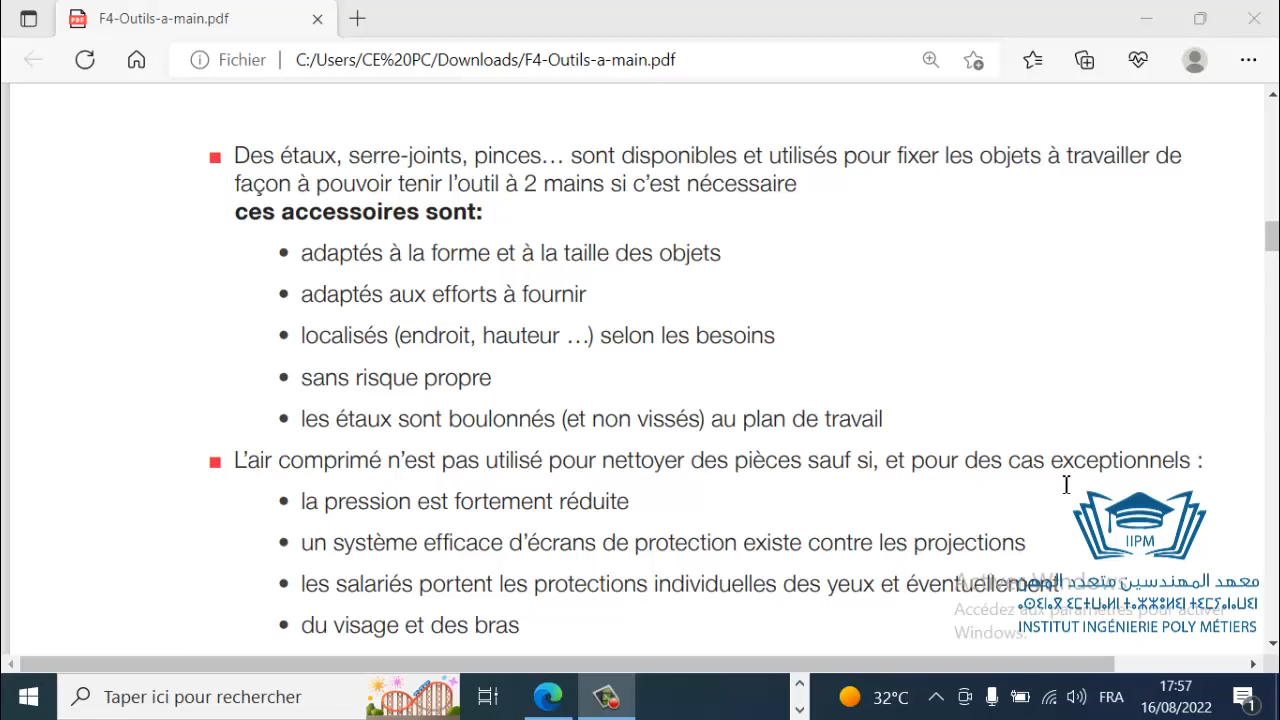 F4-Outils-a-main.pdf
Fichier
C:/Users/CE%20PC/Downloads/F4-Outils-a-main.pdf
Des étaux, serre-joints, pinces… sont disponibles et utilisés pour fixer les objets à travailler de
façon à pouvoir tenir l’outil à 2 mains si c’est nécessaire
ces accessoires sont:
• adaptés à la forme et à la taille des objets
• adaptés aux efforts à fournir
• localisés (endroit, hauteur …) selon les besoins
• sans risque propre
• les étaux sont boulonnés (et non vissés) au plan de travail
L’air comprimé n’est pas utilisé pour nettoyer des pièces sauf si, et pour des cas exceptionnels :
• la pression est fortement réduite
• un système efficace d’écrans de protection existe contre les projections
• les salariés portent les protections individuelles des yeux et éventuellement
• du visage et des bras
IIPM
معهد المهندسين متعدد المهن
INSTITUT INGÉNIERIE POLY MÉTIERS
Activer Windows
Accédez aux paramètres pour activer
Windows.
Taper ici pour rechercher
32°C
FRA
17:57
16/08/2022
1